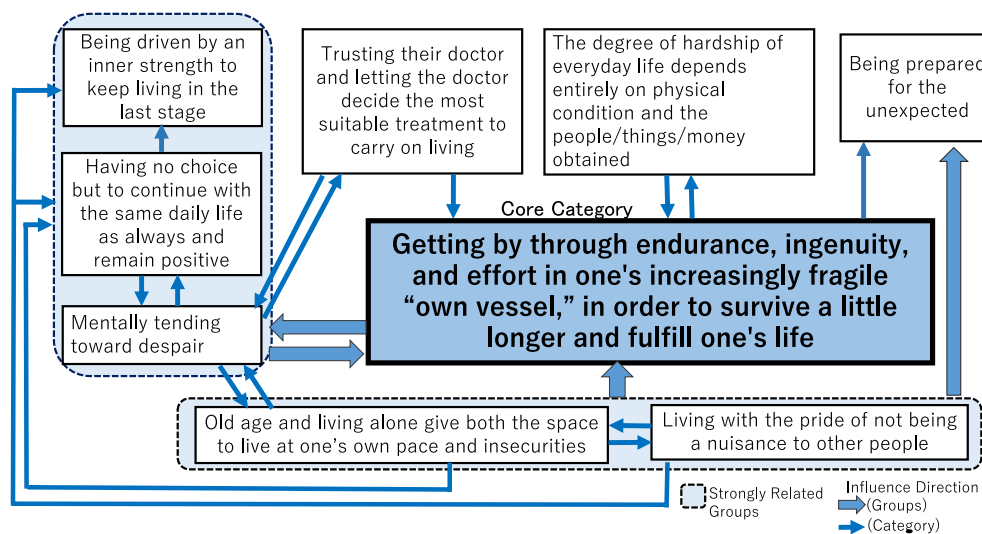 Being driven by an
inner strength to
keep living in the
last stage
Having no choice
but to continue with
the same daily life
as always and
remain positive
Mentally tending
toward despair
Trusting their doctor
and letting the doctor
decide the most
suitable treatment to
carry on living
The degree of hardship of
everyday life depends
entirely on physical
condition and the
people/things/money
obtained
Being prepared
for the
unexpected
Core Category
Getting by through endurance, ingenuity,
and effort in one's increasingly fragile
“own vessel,” in order to survive a little
longer and fulfill one's life
Old age and living alone give both the space
to live at one’s own pace and insecurities
Living with the pride of not being
a nuisance to other people
Strongly Related
Groups
Influence Direction
(Groups)
(Category)